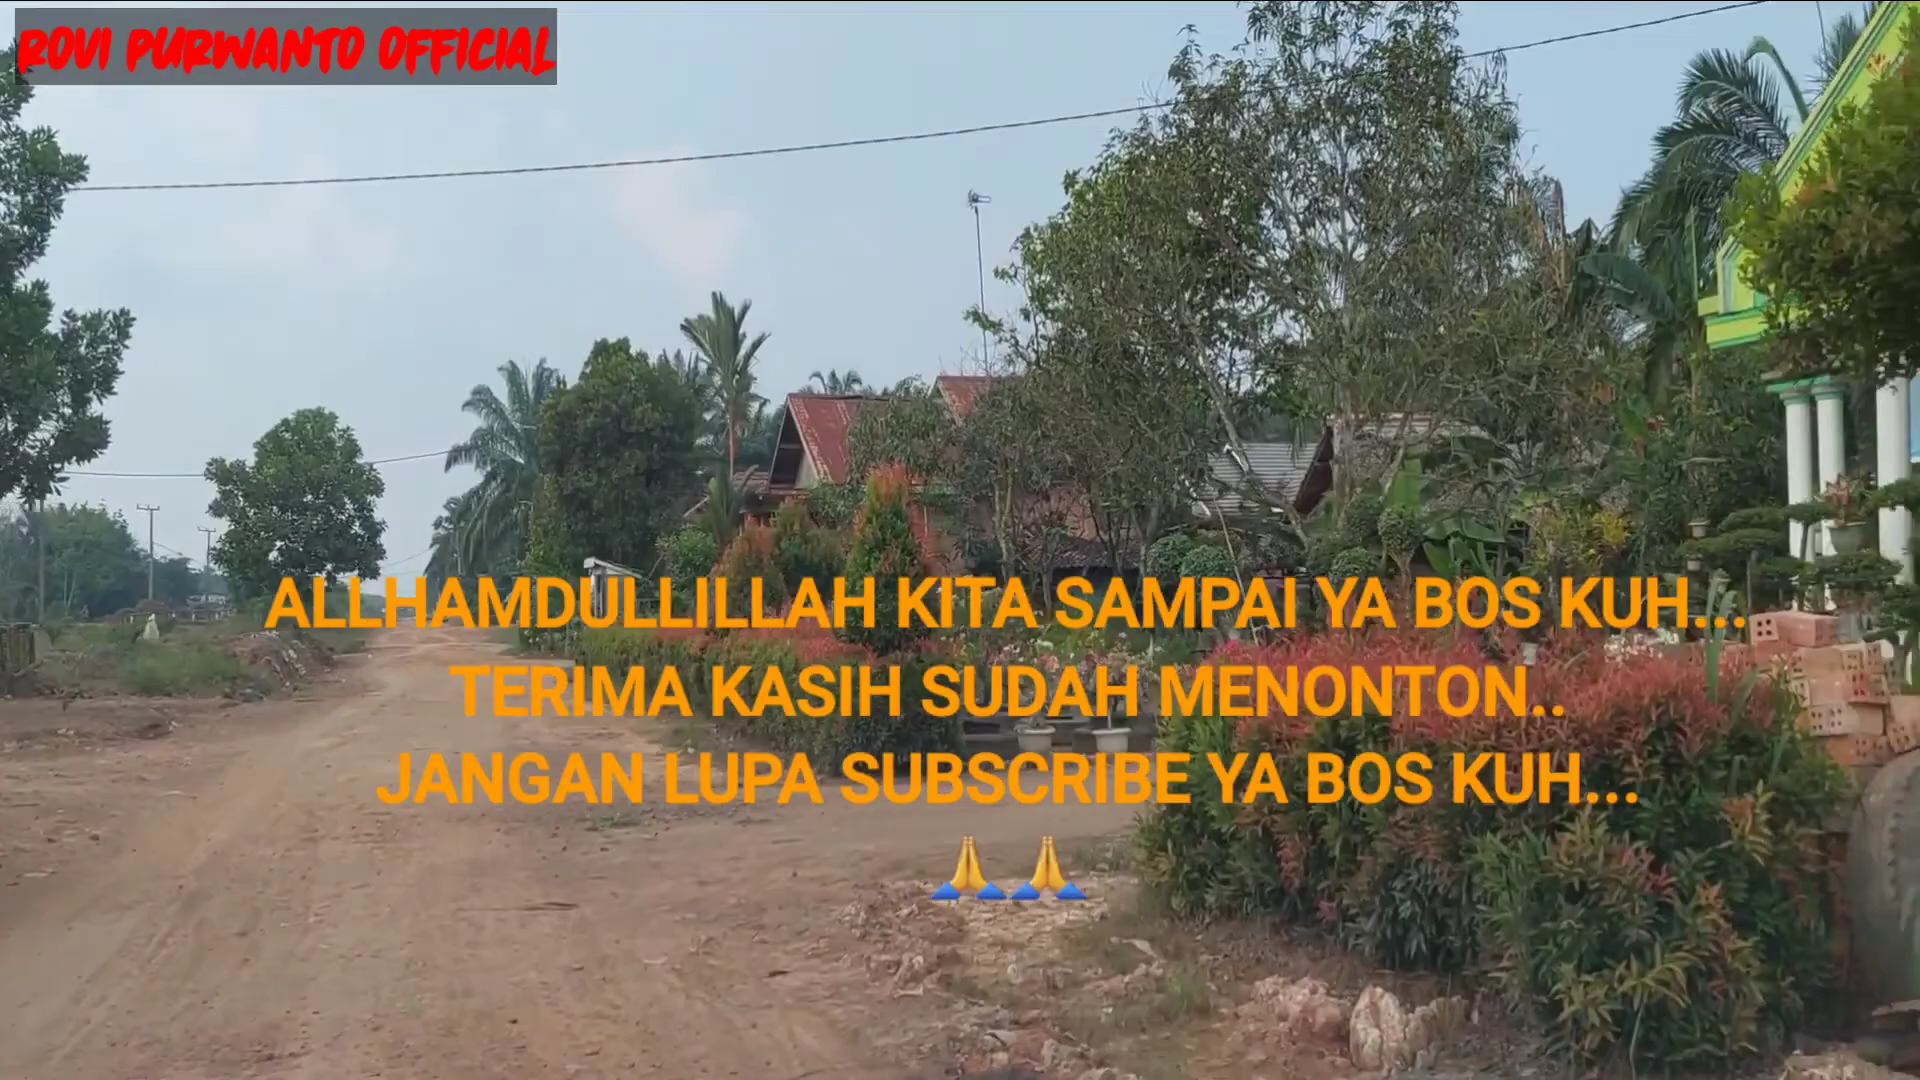 ROVI PURWANTO OFFICIAL
ALLHAMDULLILLAH KITA SAMPAI YA BOS KUH...
TERIMA KASIH SUDAH MENONTON..
JANGAN LUPA SUBSCRIBE YA BOS KUH...
🙏🙏